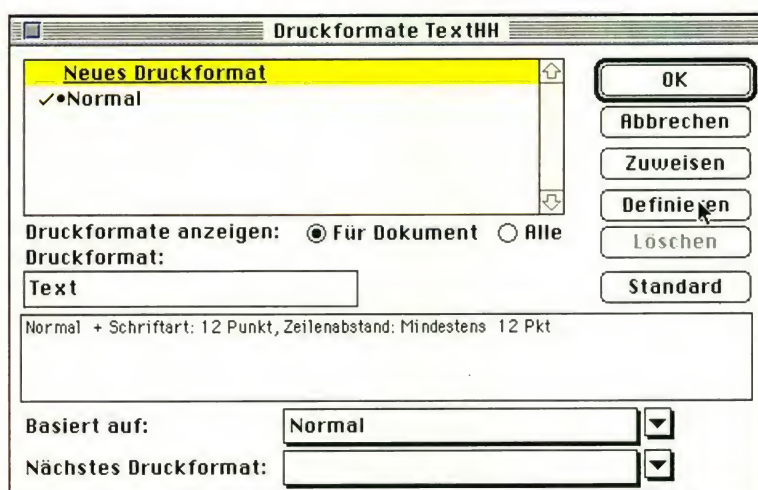 Druckformate TextHH
Neues Druckformat
✓•Normal
OK
Abbrechen
Zuweisen
Definieren
Löschen
Standard
Druckformate anzeigen: Für Dokument Alle
Druckformat:
Text
Normal + Schriftart: 12 Punkt, Zeilenabstand: Mindestens 12 Pkt
Basiert auf: Normal
Nächstes Druckformat: